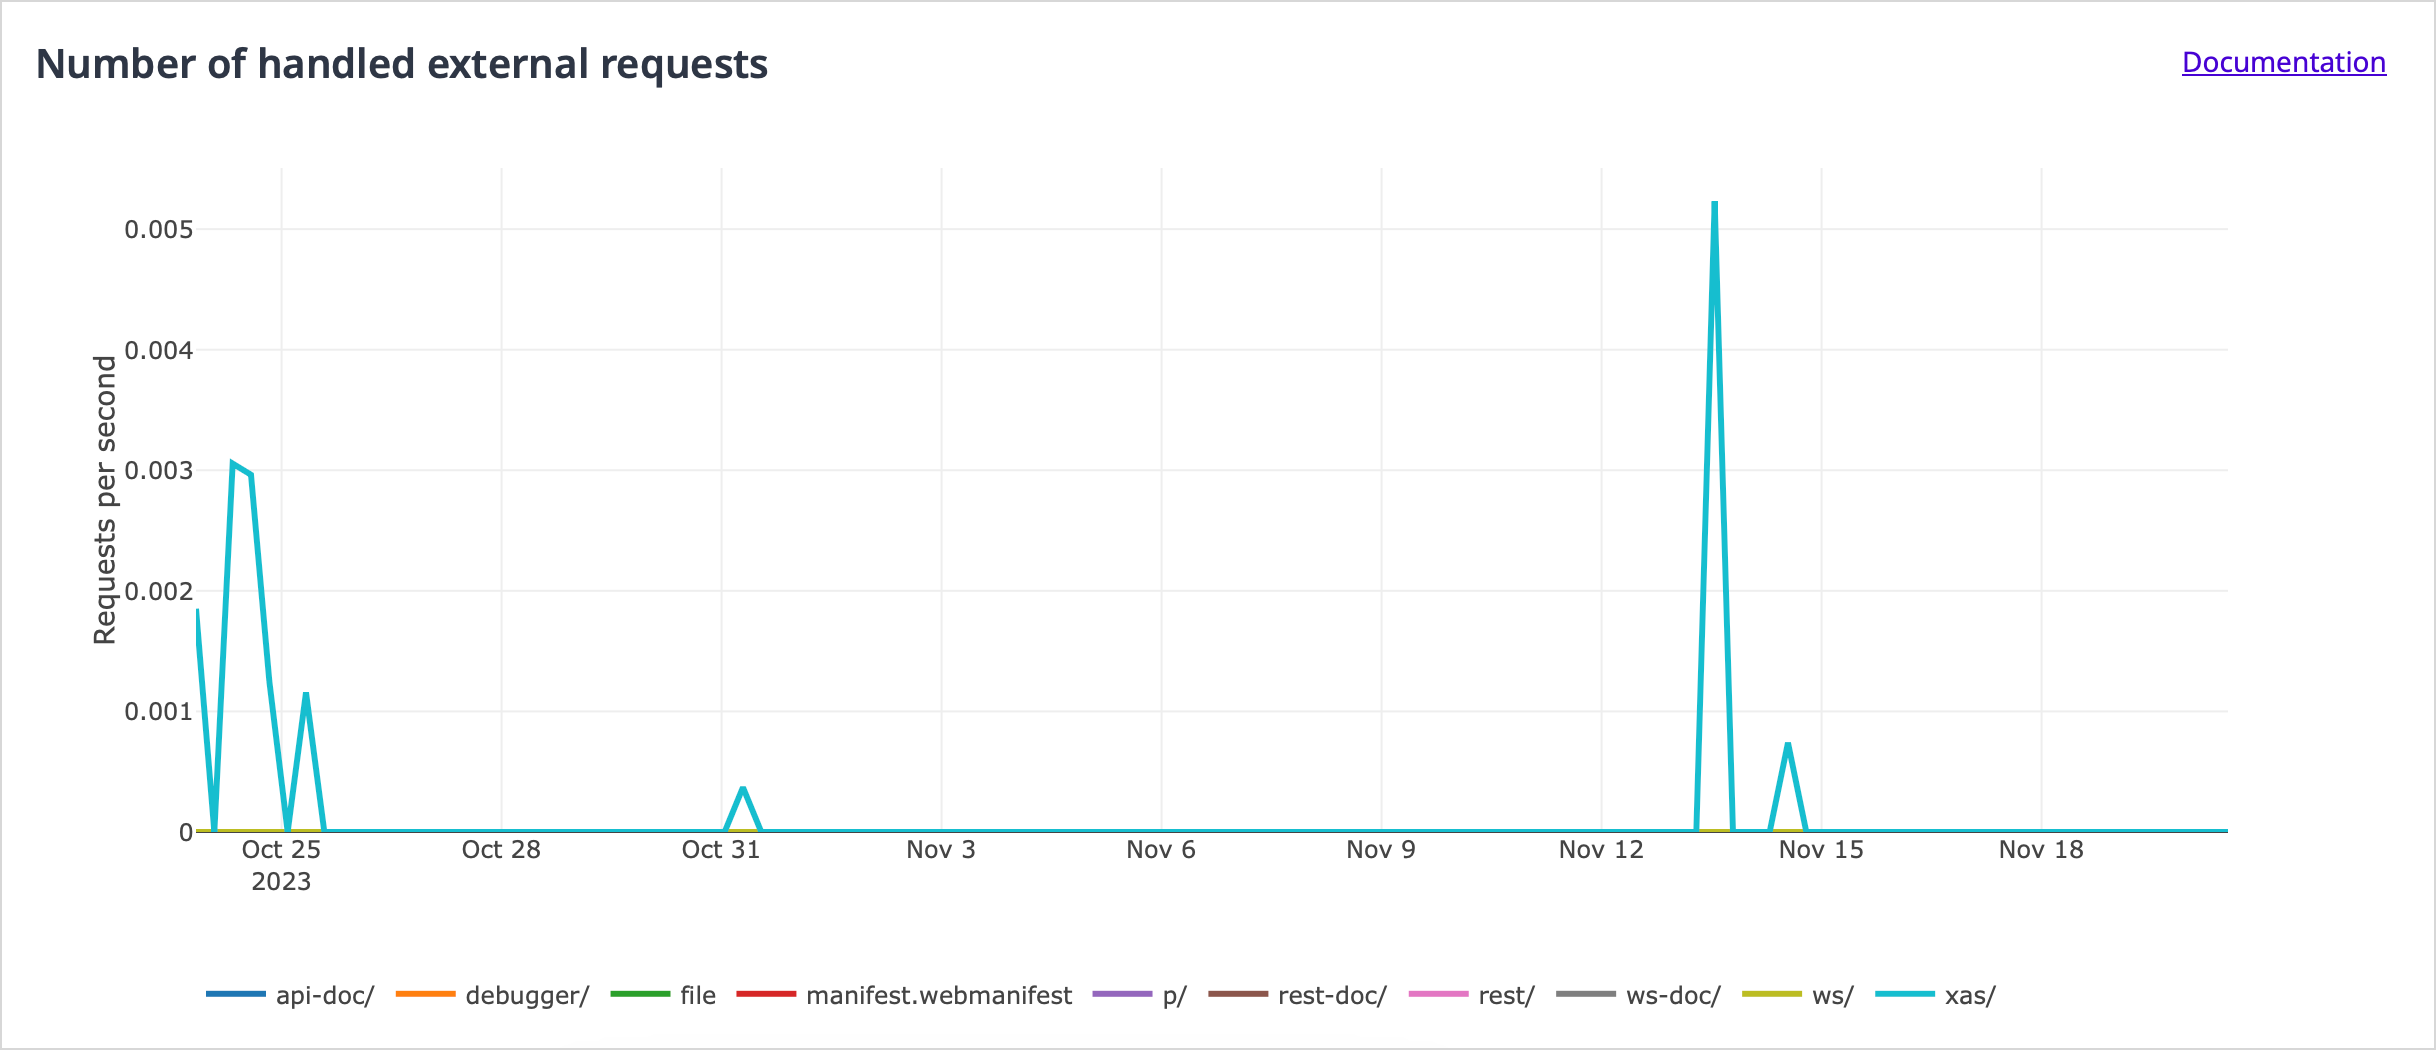 Number of handled external requests
Documentation
Requests per second
0.005
0.004
0.003
0.002
0.001
0
Oct 25 Oct 28 Oct 31 Nov 3 Nov 6 Nov 9 Nov 12 Nov 15 Nov 18
2023
api-doc/ debugger/ file manifest.webmanifest p/ rest-doc/ rest/ ws-doc/ ws/ xas/